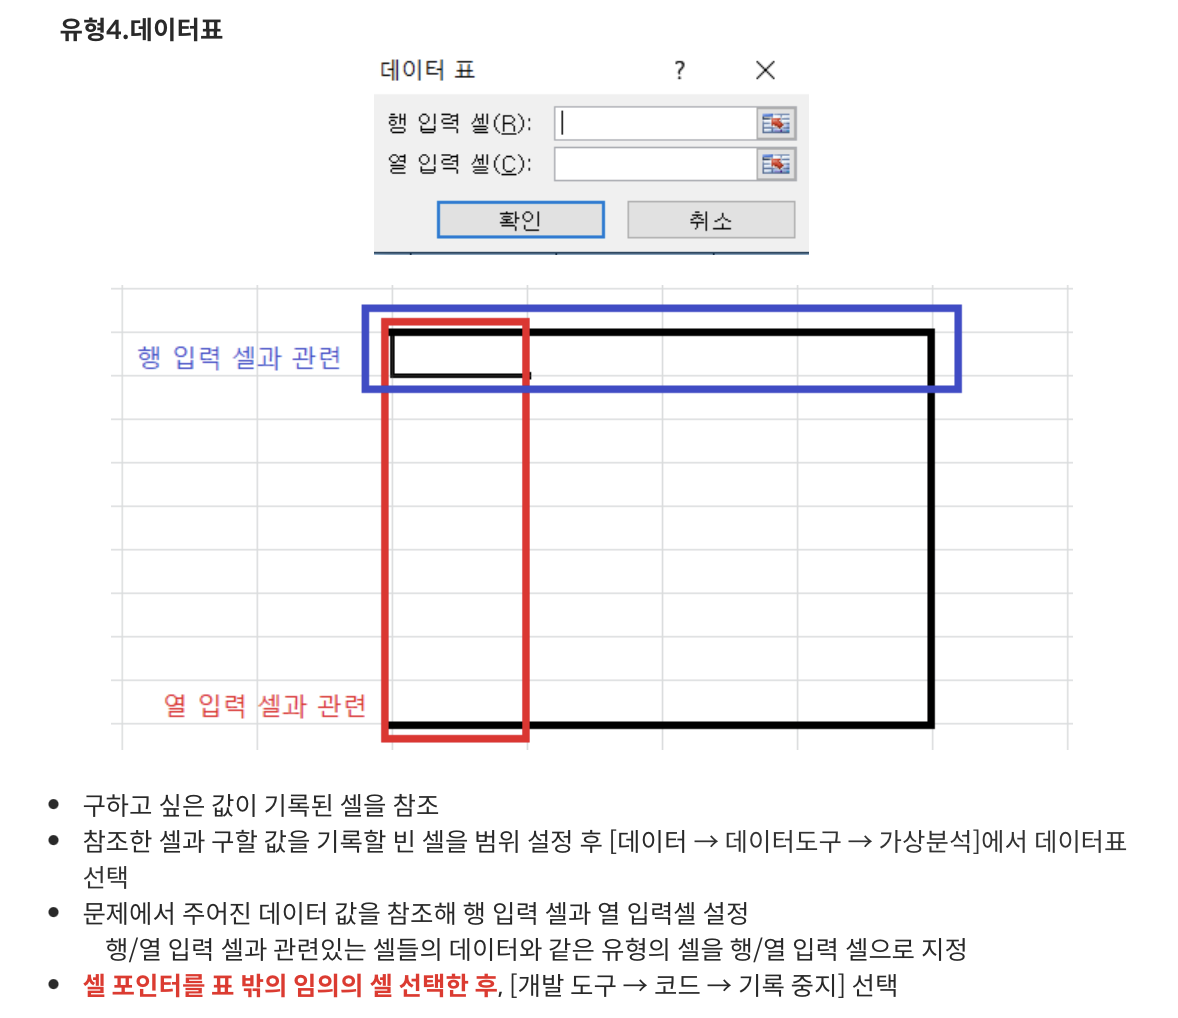 유형4.데이터표
데이터 표 ? ×
행 입력 셀(R):
열 입력 셀(C):
확인 취소
행 입력 셀과 관련
열 입력 셀과 관련
• 구하고 싶은 값이 기록된 셀을 참조
• 참조한 셀과 구할 값을 기록할 빈 셀을 범위 설정 후 [데이터 → 데이터도구 → 가상분석]에서 데이터표
선택
• 문제에서 주어진 데이터 값을 참조해 행 입력 셀과 열 입력셀 설정
행/열 입력 셀과 관련있는 셀들의 데이터와 같은 유형의 셀을 행/열 입력 셀으로 지정
• 셀 포인터를 표 밖의 임의의 셀 선택한 후, [개발 도구 → 코드 → 기록 중지] 선택